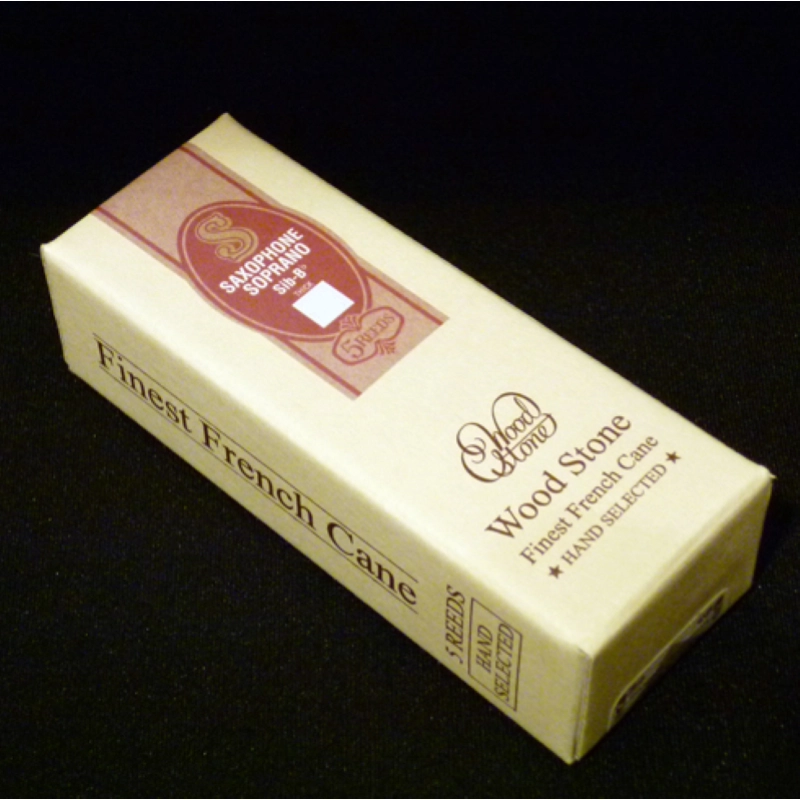 S
SAXOPHONE
SOPRANO
Sib-B♭
THICK
5 REEDS
Wood
Stone
Wood Stone
Finest French Cane
★ HAND SELECTED ★
Finest French Cane
5 REEDS
HAND
SELECTED